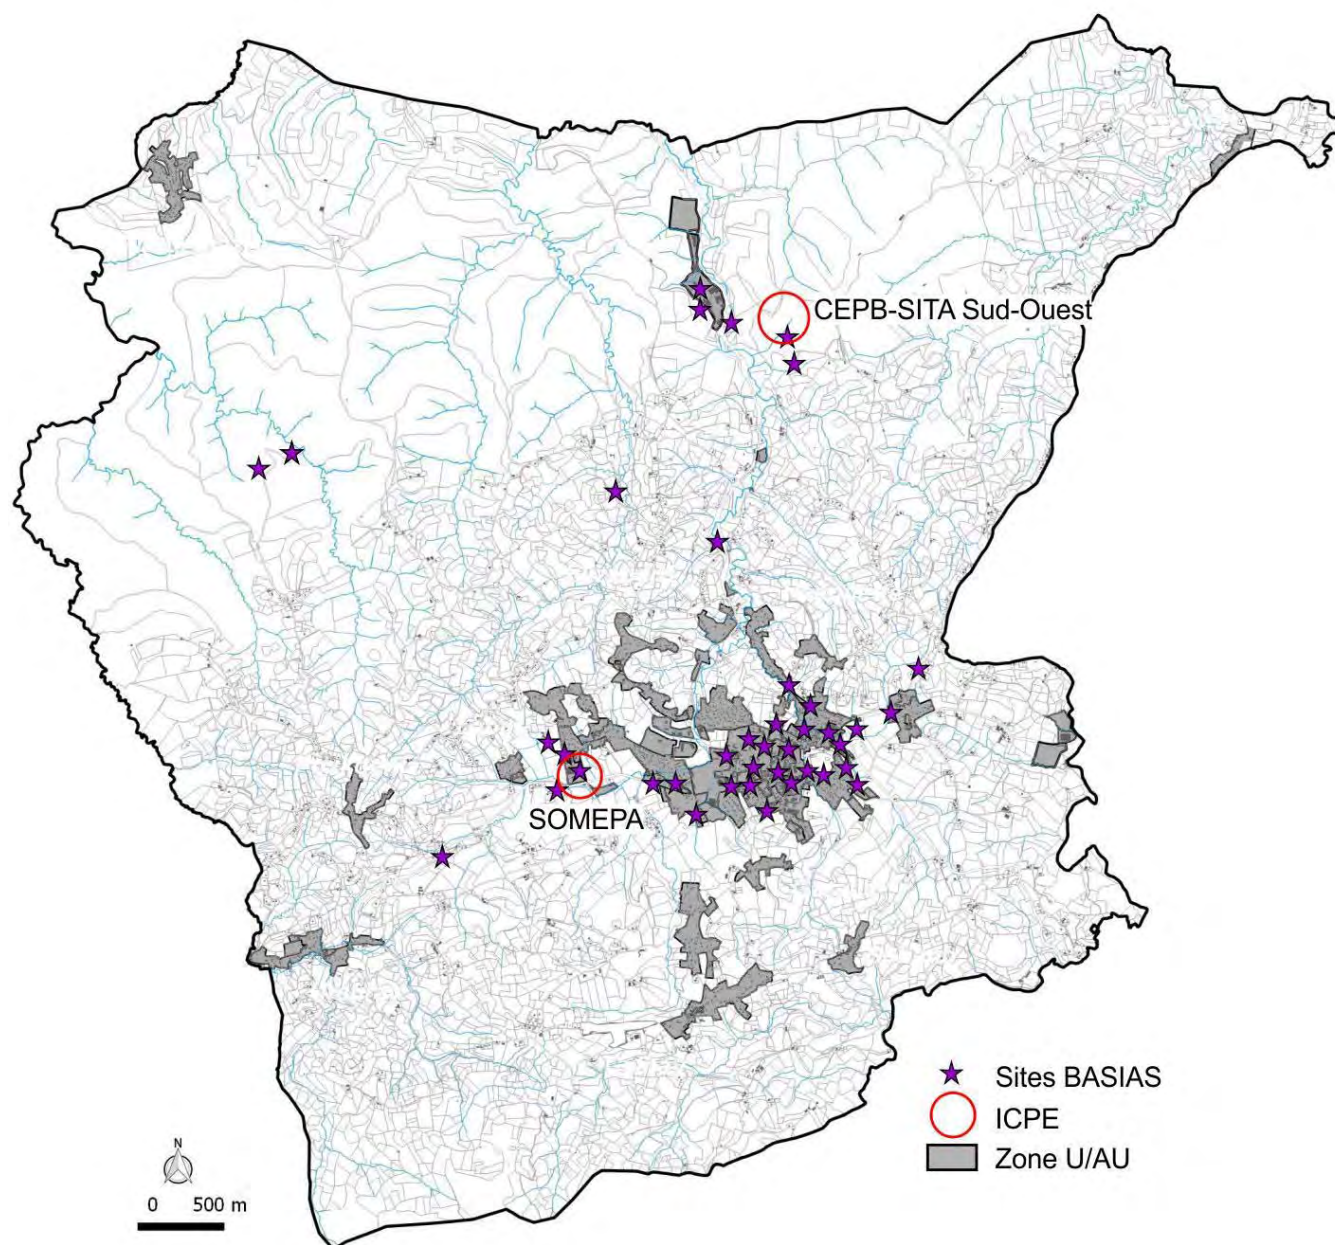 CEPB-SITA Sud-Ouest
SOMEPA
Sites BASIAS
ICPE
Zone U/AU
N
0 500 m